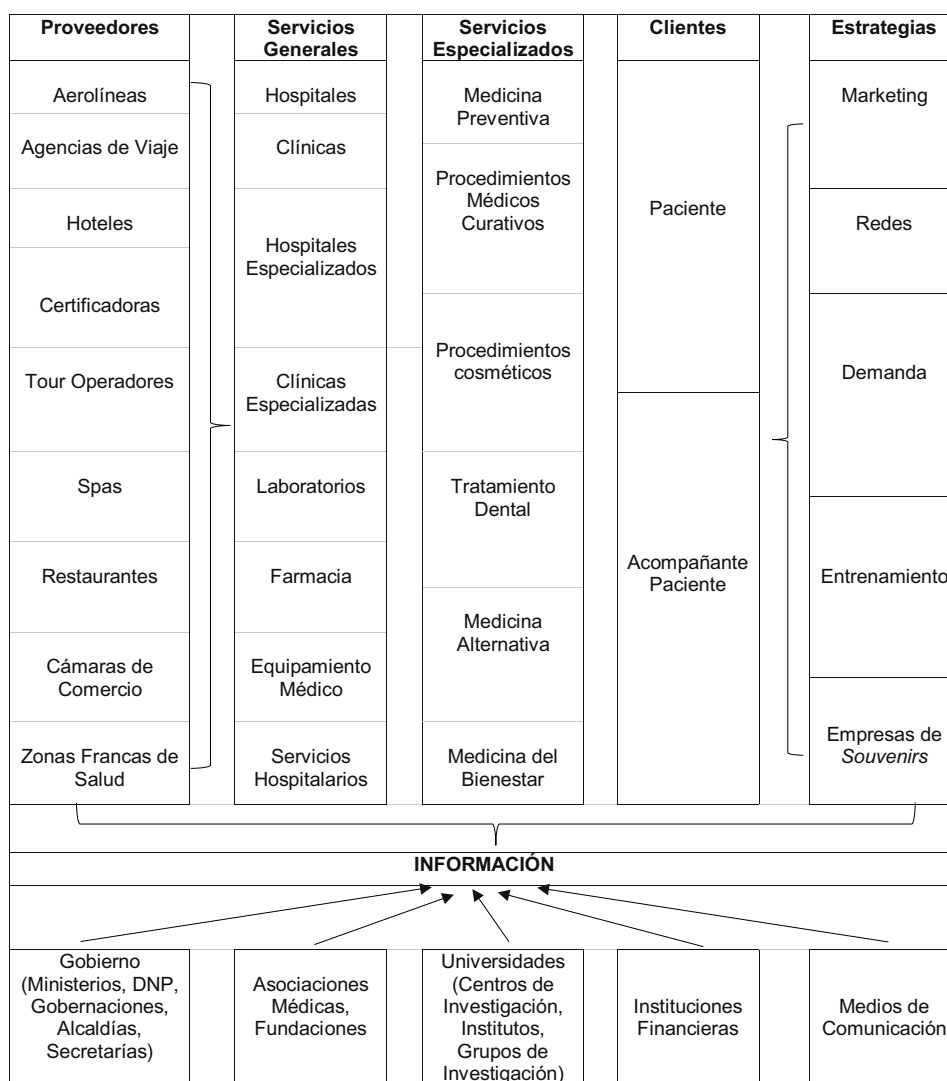 Proveedores
Servicios
Generales
Servicios
Especializados
Clientes
Estrategias
Aerolíneas
Agencias de Viaje
Hoteles
Certificadoras
Tour Operadores
Spas
Restaurantes
Cámaras de
Comercio
Zonas Francas de
Salud
Hospitales
Clínicas
Hospitales
Especializados
Clínicas
Especializadas
Laboratorios
Farmacia
Equipamiento
Médico
Servicios
Hospitalarios
Medicina
Preventiva
Procedimientos
Médicos
Curativos
Procedimientos
cosméticos
Tratamiento
Dental
Medicina
Alternativa
Medicina del
Bienestar
Paciente
Acompañante
Paciente
Marketing
Redes
Demanda
Entrenamiento
Empresas de
Souvenirs
INFORMACIÓN
Gobierno
(Ministerios, DNP,
Gobernaciones,
Alcaldías,
Secretarías)
Asociaciones
Médicas,
Fundaciones
Universidades
(Centros de
Investigación,
Institutos,
Grupos de
Investigación)
Instituciones
Financieras
Medios de
Comunicación